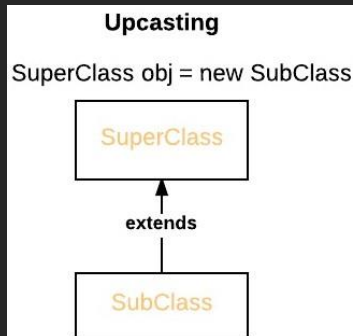 Upcasting
SuperClass obj = new SubClass
SuperClass
extends
SubClass